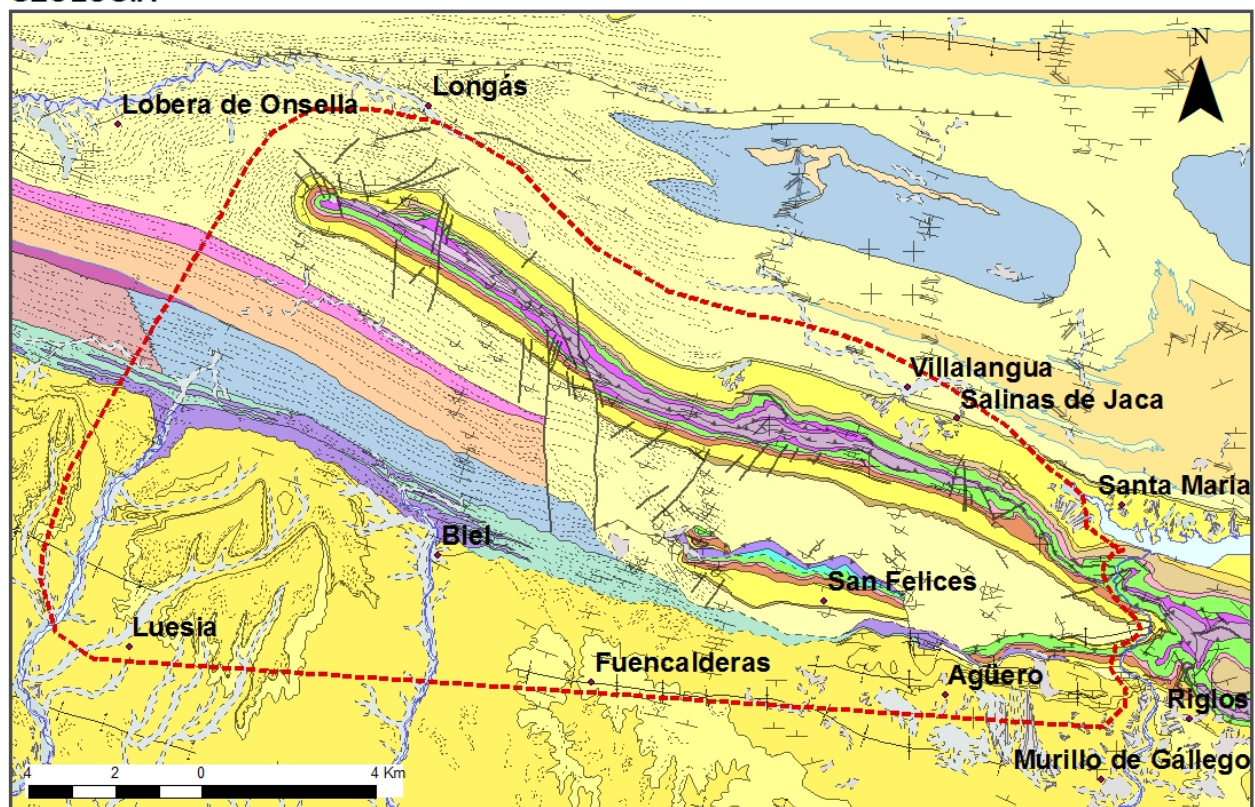 N
Longás
Lobera de Onsella
Villalangua
Salinas de Jaca
Santa María
Biel
San Felices
Luesia
Fuencalderas
Agüero
Riglos
Murillo de Gállego
4 2 0 4 Km